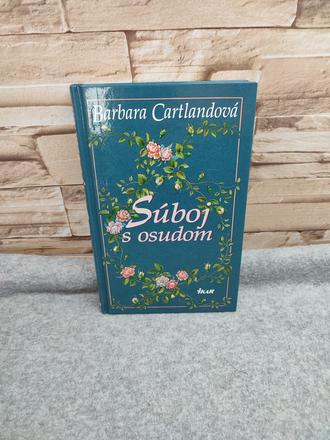 Barbara Cartlandová
Súboj
s osudom
IKAR